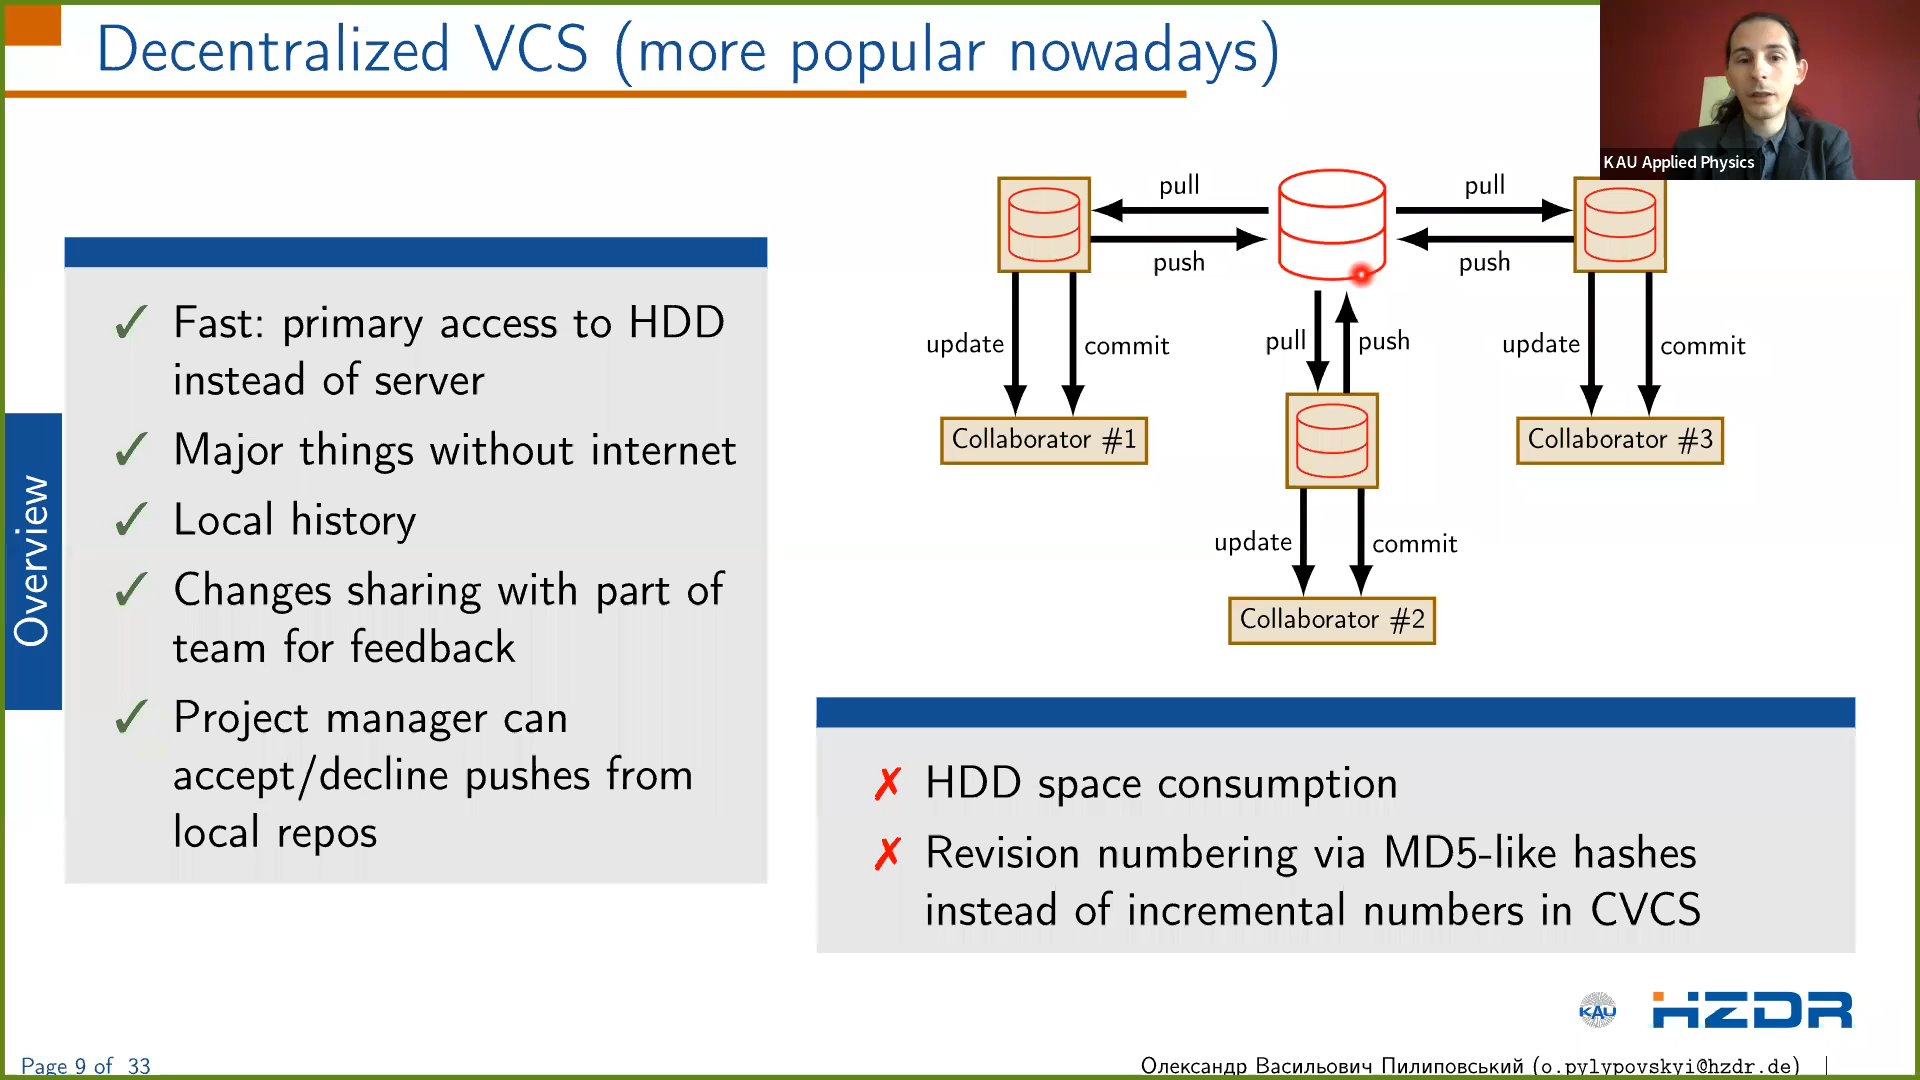 Decentralized VCS (more popular nowadays)
KAU Applied Physics
Overview
✓ Fast: primary access to HDD
instead of server
✓ Major things without internet
✓ Local history
✓ Changes sharing with part of
team for feedback
✓ Project manager can
accept/decline pushes from
local repos
pull
push
pull
push
update
commit
pull
push
update
commit
Collaborator #1
Collaborator #3
update
commit
Collaborator #2
✗ HDD space consumption
✗ Revision numbering via MD5-like hashes
instead of incremental numbers in CVCS
KAU
HZDR
Page 9 of 33
Олександр Васильович Пилиповський (o.pylypovskyi@hzdr.de)